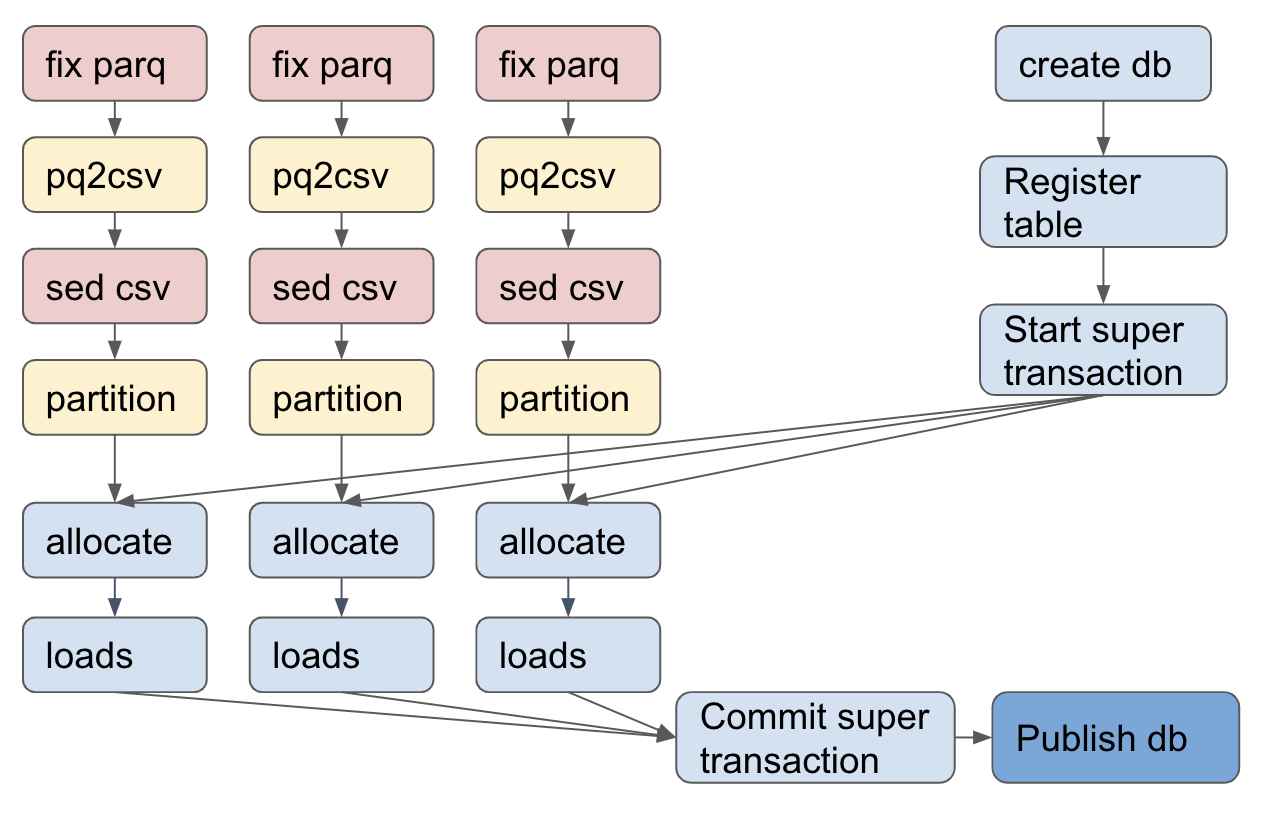 fix parq
fix parq
fix parq
create db
pq2csv
pq2csv
pq2csv
Register
table
sed csv
sed csv
sed csv
Start super
transaction
partition
partition
partition
allocate
allocate
allocate
loads
loads
loads
Commit super
transaction
Publish db